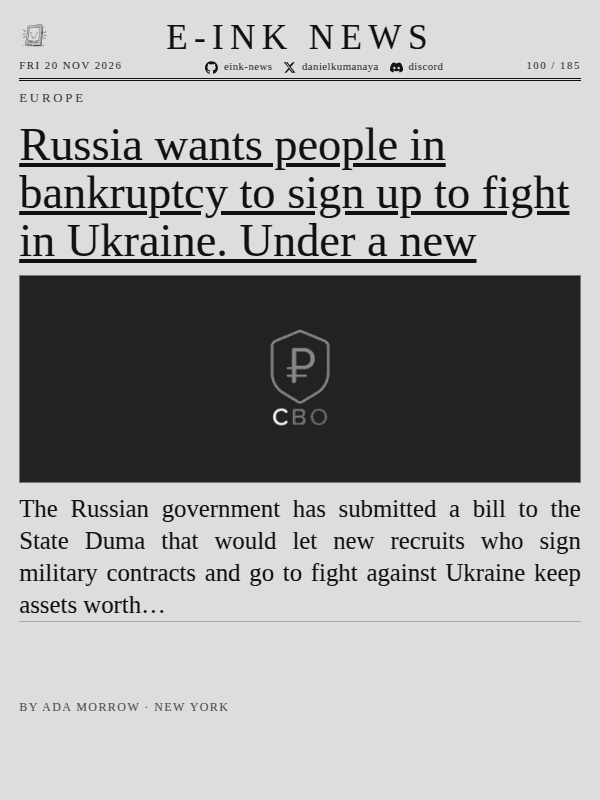 E-INK NEWS
FRI 20 NOV 2026
eink-news danielkumanaya discord
100 / 185
EUROPE
Russia wants people in
bankruptcy to sign up to fight
in Ukraine. Under a new
CBO
The Russian government has submitted a bill to the
State Duma that would let new recruits who sign
military contracts and go to fight against Ukraine keep
assets worth…
BY ADA MORROW · NEW YORK